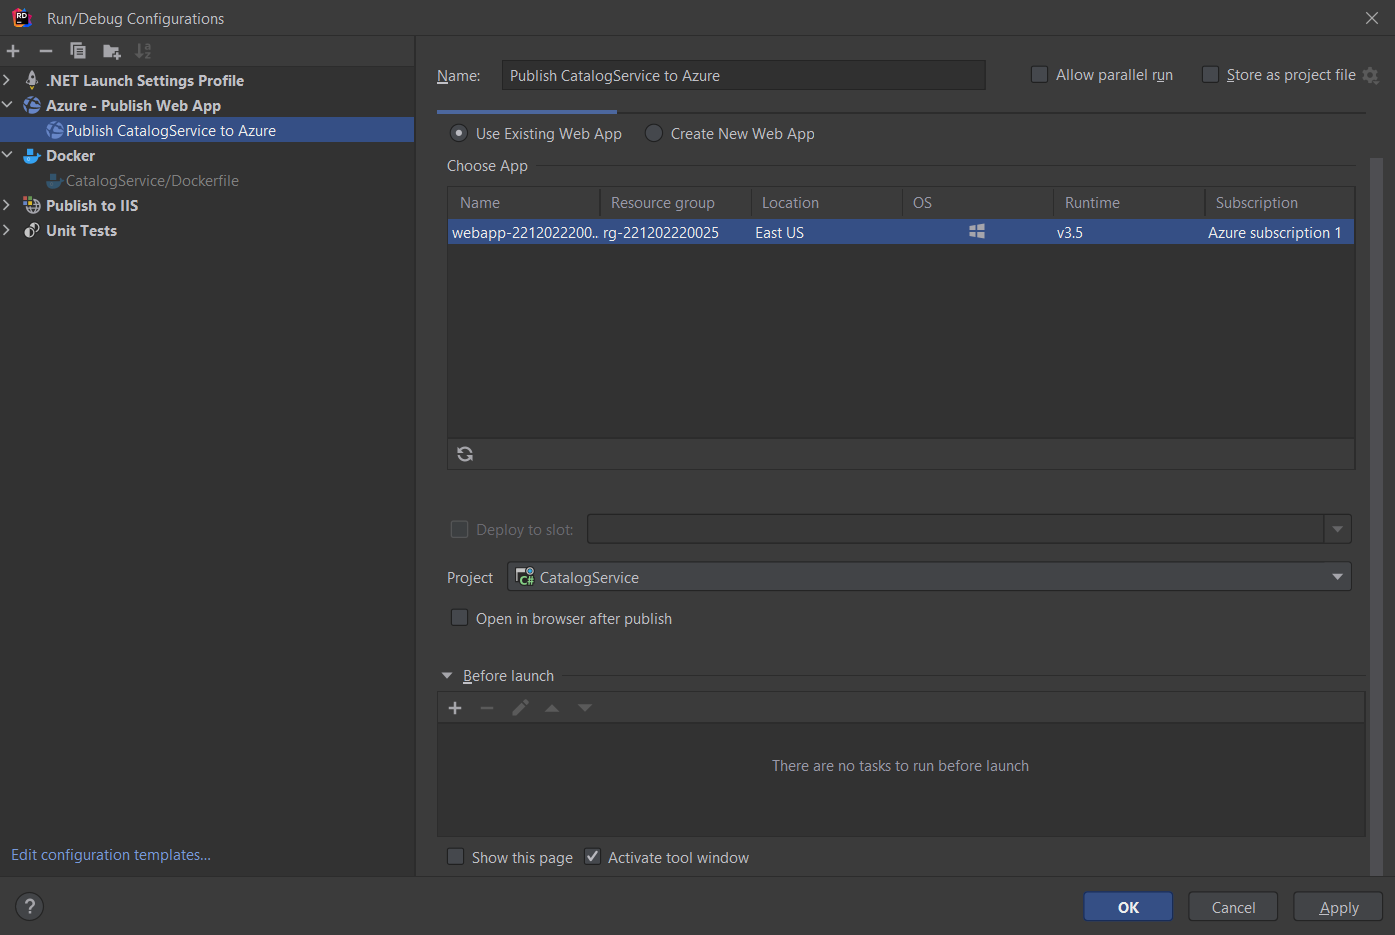 Run/Debug Configurations
.NET Launch Settings Profile
Azure - Publish Web App
Publish CatalogService to Azure
Docker
CatalogService/Dockerfile
Publish to IIS
Unit Tests
Edit configuration templates...
Name: Publish CatalogService to Azure Allow parallel run Store as project file
Use Existing Web App Create New Web App
Choose App
Name Resource group Location OS Runtime Subscription
webapp-2212022200.. rg-221202220025 East US v3.5 Azure subscription 1
Deploy to slot:
Project C# CatalogService
Open in browser after publish
Before launch
There are no tasks to run before launch
Show this page Activate tool window
? OK Cancel Apply